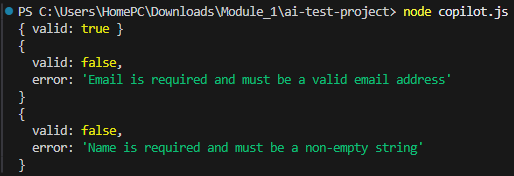 PS C:\Users\HomePC\Downloads\Module_1\ai-test-project> node copilot.js
{ valid: true }
{
  valid: false,
  error: 'Email is required and must be a valid email address'
}
{
  valid: false,
  error: 'Name is required and must be a non-empty string'
}